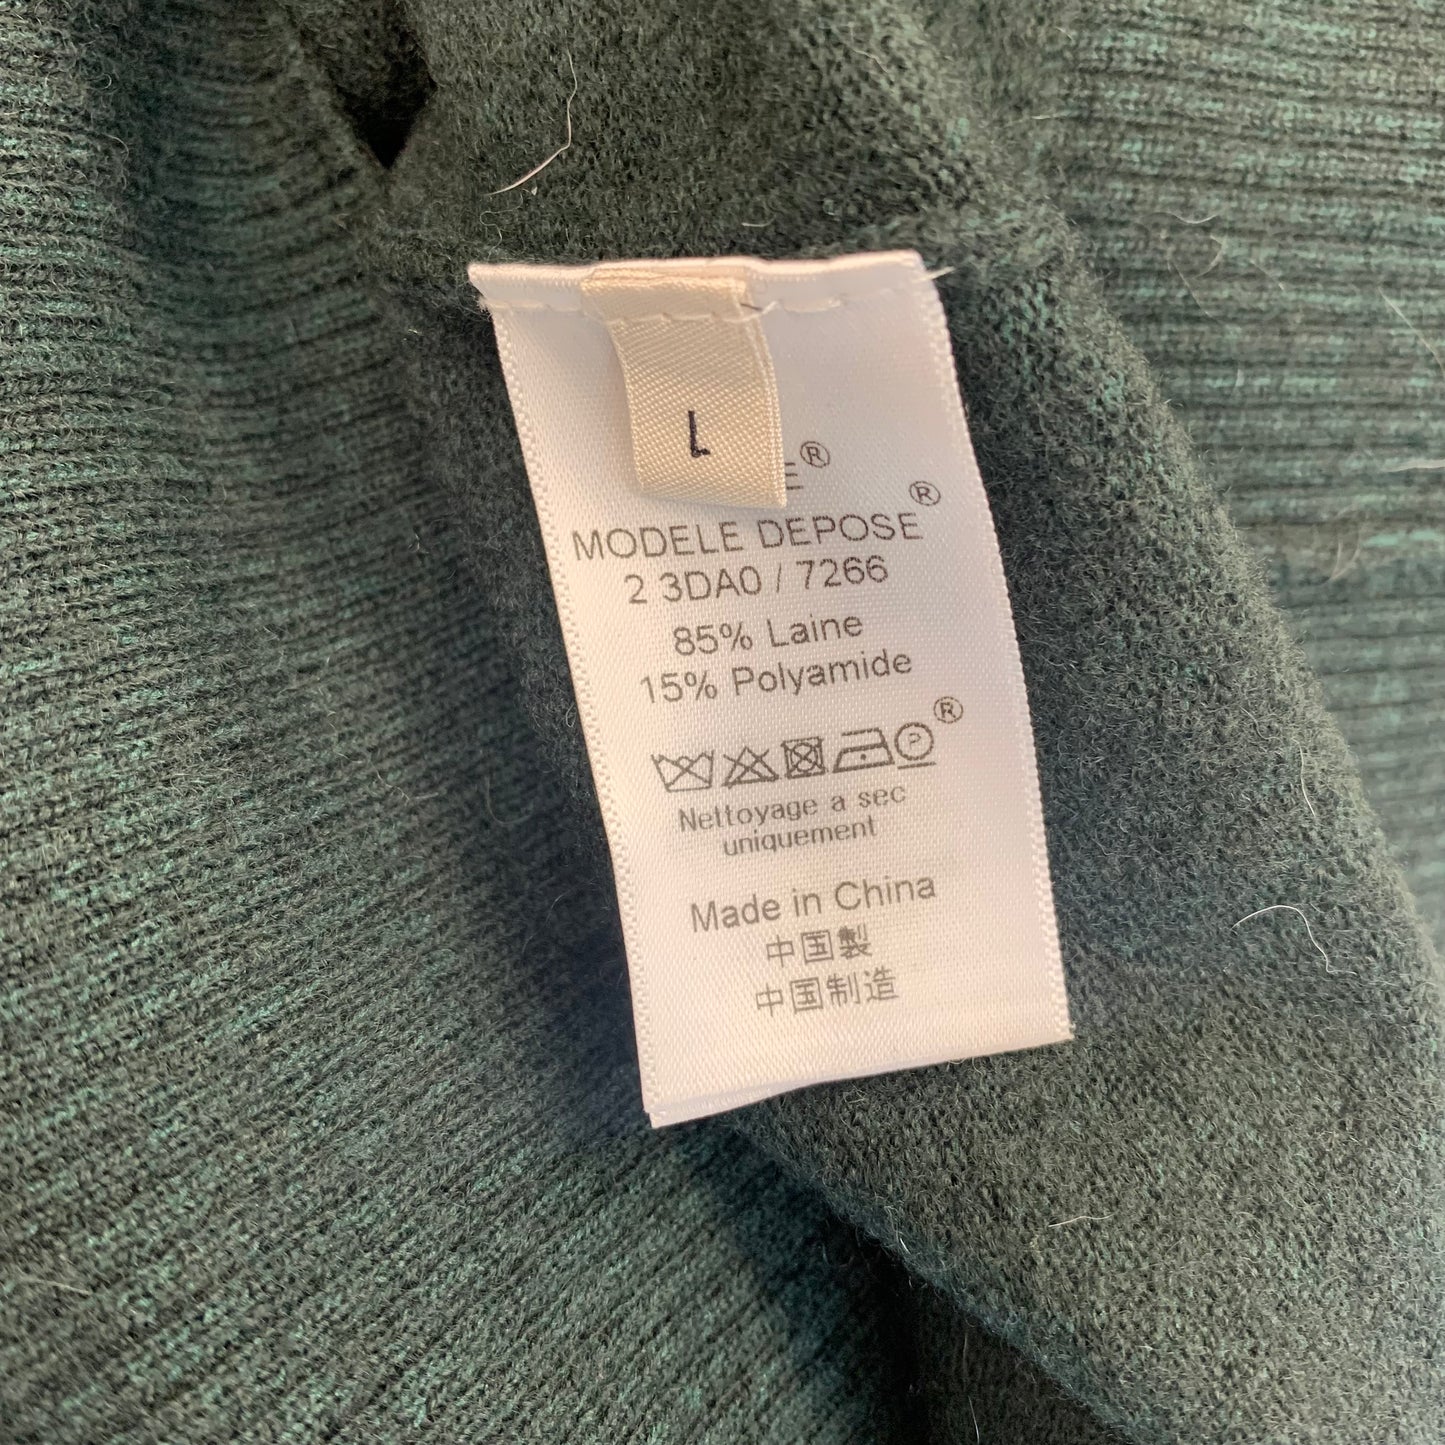 L
E®
MODELE DEPOSE®
2 3DA0 / 7266
85% Laine
15% Polyamide
P ®
Nettoyage a sec
uniquement
Made in China
中国製
中国制造